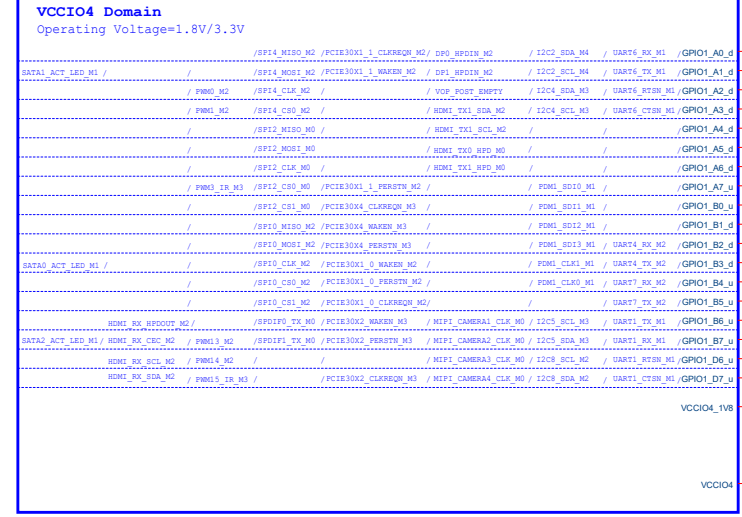 VCCIO4 Domain
Operating Voltage=1.8V/3.3V
/SPI4_MISO_M2 /PCIE30X1_1_CLKREQN_M2/ DP0_HPDIN_M2 / I2C2_SDA_M4 / UART6_RX_M1 /GPIO1_A0_d
SATA1_ACT_LED_M1 / / /SPI4_MOSI_M2 /PCIE30X1_1_WAKEN_M2 / DP1_HPDIN_M2 / I2C2_SCL_M4 / UART6_TX_M1 /GPIO1_A1_d
/ PWM0_M2 /SPI4_CLK_M2 / / VOP_POST_EMPTY / I2C4_SDA_M3 / UART6_RTSN_M1/GPIO1_A2_d
/ PWM1_M2 /SPI4_CS0_M2 / / HDMI_TX1_SDA_M2 / I2C4_SCL_M3 / UART6_CTSN_M1/GPIO1_A3_d
/ /SPI2_MISO_M0 / / HDMI_TX1_SCL_M2 / / /GPIO1_A4_d
/ /SPI2_MOSI_M0 / HDMI_TX0_HPD_M0 / /GPIO1_A5_d
/ /SPI2_CLK_M0 / / HDMI_TX1_HPD_M0 / / /GPIO1_A6_d
/ PWM3_IR_M3 /SPI2_CS0_M0 /PCIE30X1_1_PERSTN_M2 / / PDM1_SDI0_M1 / /GPIO1_A7_u
/ /SPI2_CS1_M0 /PCIE30X4_CLKREQN_M3 / / PDM1_SDI1_M1 / /GPIO1_B0_u
/ /SPI0_MISO_M2 /PCIE30X4_WAKEN_M3 / / PDM1_SDI2_M1 / /GPIO1_B1_d
/ /SPI0_MOSI_M2 /PCIE30X4_PERSTN_M3 / / PDM1_SDI3_M1 / UART4_RX_M2 /GPIO1_B2_d
SATA0_ACT_LED_M1 / / /SPI0_CLK_M2 /PCIE30X1_0_WAKEN_M2 / / PDM1_CLK1_M1 / UART4_TX_M2 /GPIO1_B3_d
/ /SPI0_CS0_M2 /PCIE30X1_0_PERSTN_M2 / / PDM1_CLK0_M1 / UART7_RX_M2 /GPIO1_B4_u
/ /SPI0_CS1_M2 /PCIE30X1_0_CLKREQN_M2/ / / UART7_TX_M2 /GPIO1_B5_u
HDMI_RX_HPDOUT_M2/ /SPDIF0_TX_M0 /PCIE30X2_WAKEN_M3 / MIPI_CAMERA1_CLK_M0 / I2C5_SCL_M3 / UART1_TX_M1 /GPIO1_B6_u
SATA2_ACT_LED_M1/ HDMI_RX_CEC_M2 / PWM13_M2 /SPDIF1_TX_M0 /PCIE30X2_PERSTN_M3 / MIPI_CAMERA2_CLK_M0 / I2C5_SDA_M3 / UART1_RX_M1 /GPIO1_B7_u
HDMI_RX_SCL_M2 / PWM14_M2 / / / MIPI_CAMERA3_CLK_M0 / I2C8_SCL_M2 / UART1_RTSN_M1/GPIO1_D6_u
HDMI_RX_SDA_M2 / PWM15_IR_M3 / /PCIE30X2_CLKREQN_M3 / MIPI_CAMERA4_CLK_M0 / I2C8_SDA_M2 / UART1_CTSN_M1/GPIO1_D7_u
VCCIO4_1V8
VCCIO4